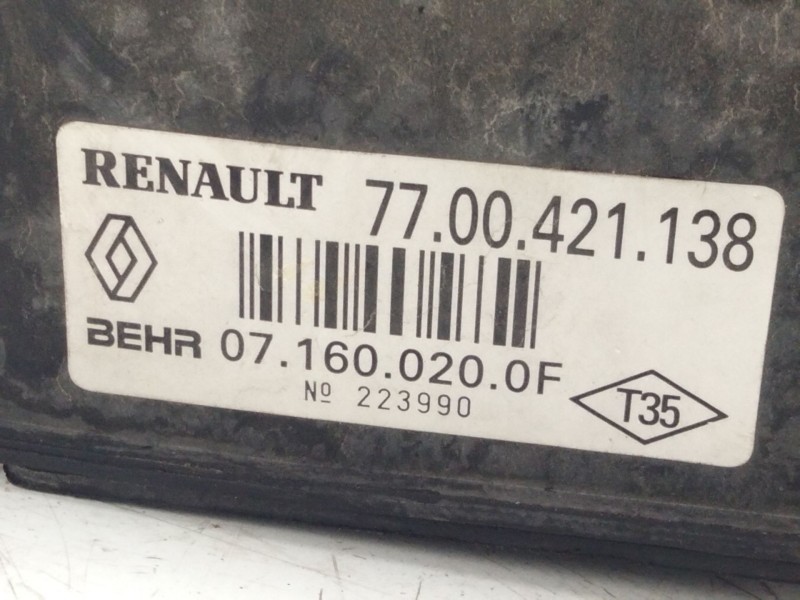 RENAULT 77.00.421.138
BEHR 07.160.020.0F
Nº 223990
T35